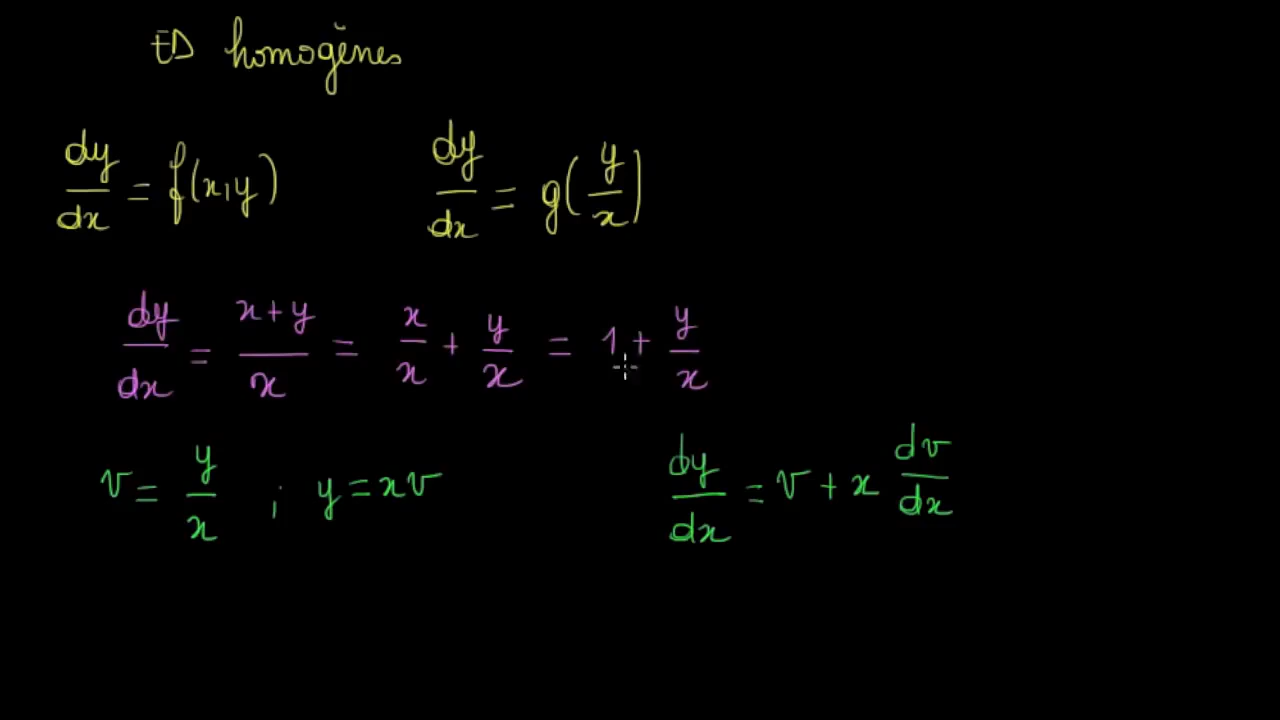 ED homogènes
dy/dx = f(x,y)    dy/dx = g(y/x)
dy/dx = x+y/x = x/x + y/x = 1 + y/x
v = y/x ; y = xv    dy/dx = v + x dv/dx